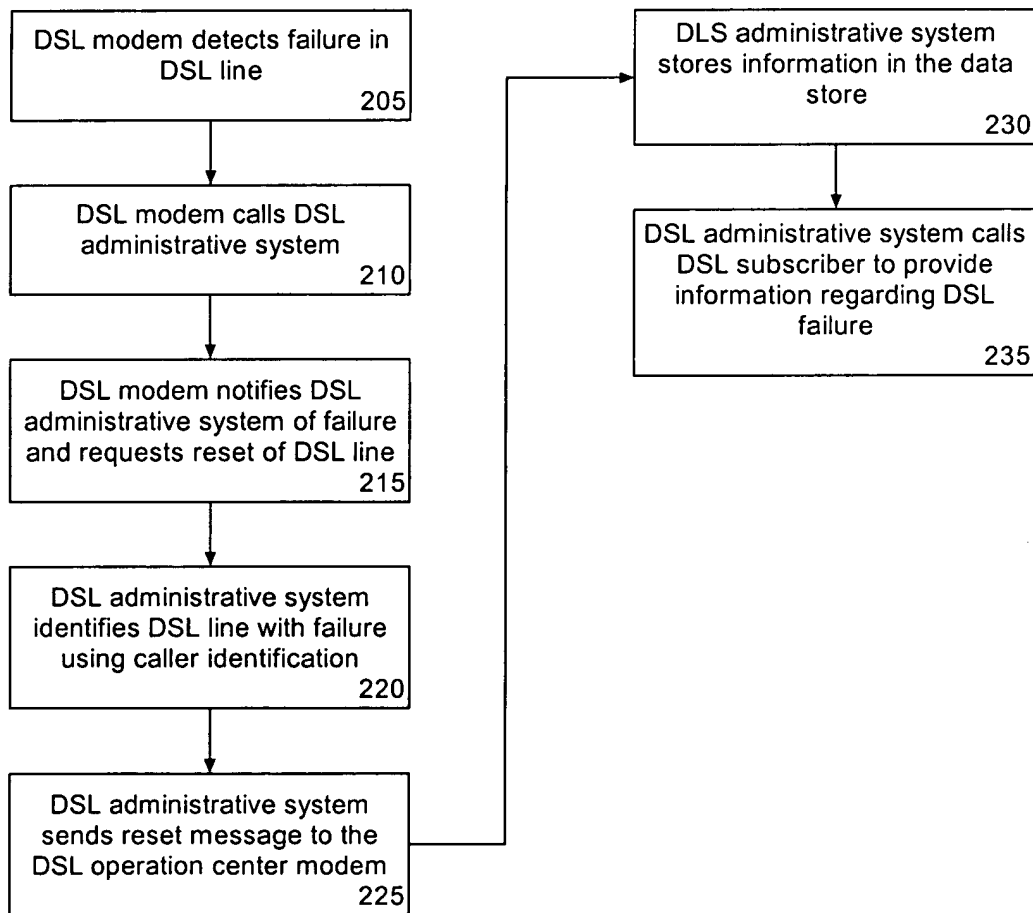 DSL modem detects failure in
DSL line
205
DSL modem calls DSL
administrative system
210
DSL modem notifies DSL
administrative system of failure
and requests reset of DSL line
215
DSL administrative system
identifies DSL line with failure
using caller identification
220
DSL administrative system
sends reset message to the
DSL operation center modem
225
DLS administrative system
stores information in the data
store
230
DSL administrative system calls
DSL subscriber to provide
information regarding DSL
failure
235